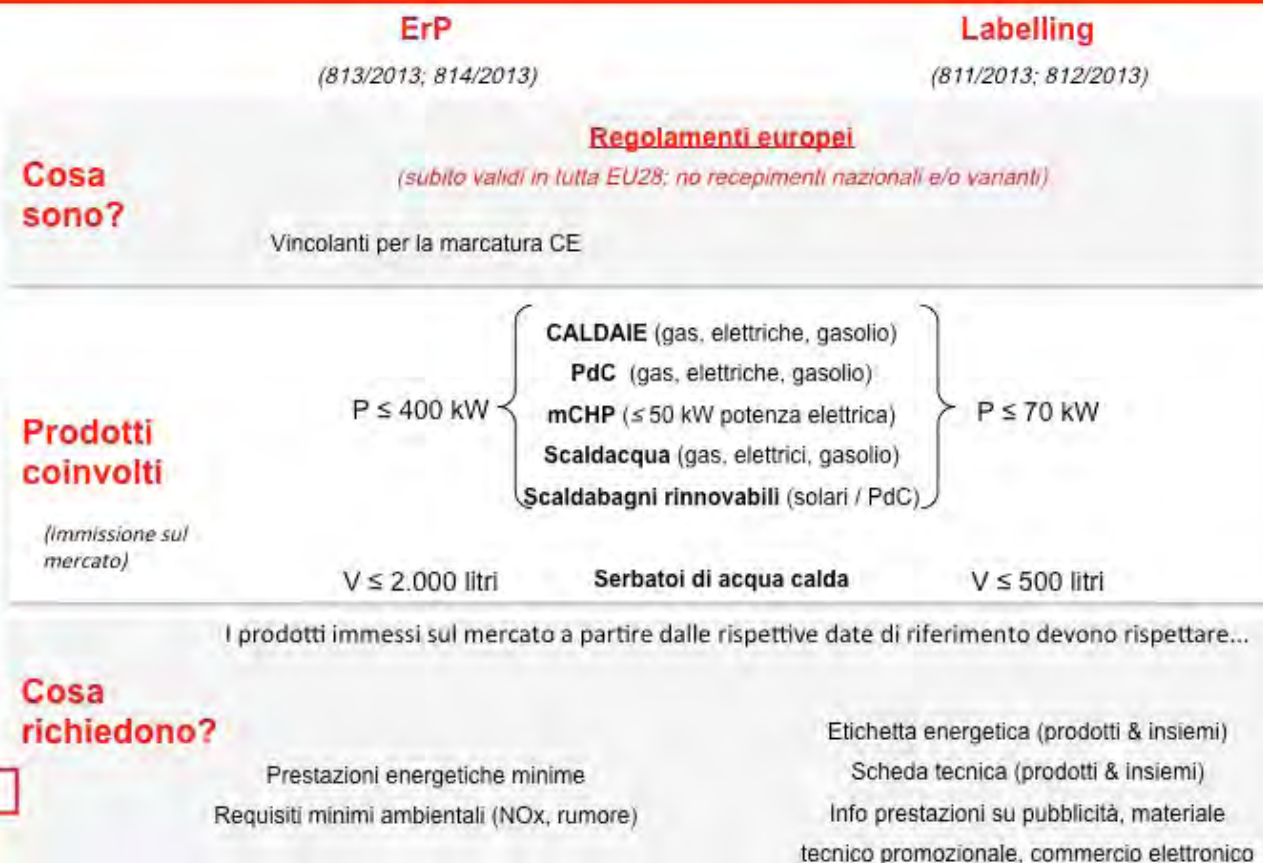 ErP
Labelling
(813/2013; 814/2013)
(811/2013; 812/2013)
Cosa
sono?
Regolamenti europei
(subito validi in tutta EU28; no recepimenti nazionali e/o varianti)
Vincolanti per la marcatura CE
Prodotti
coinvolti
(immissione sul
mercato)
P ≤ 400 kW
CALDAIE (gas, elettriche, gasolio)
PdC (gas, elettriche, gasolio)
mCHP (≤ 50 kW potenza elettrica)
Scaldacqua (gas, elettrici, gasolio)
Scaldabagni rinnovabili (solari / PdC)
P ≤ 70 kW
V ≤ 2.000 litri
Serbatoi di acqua calda
V ≤ 500 litri
I prodotti immessi sul mercato a partire dalle rispettive date di riferimento devono rispettare...
Cosa
richiedono?
Prestazioni energetiche minime
Requisiti minimi ambientali (NOx, rumore)
Etichetta energetica (prodotti & insiemi)
Scheda tecnica (prodotti & insiemi)
Info prestazioni su pubblicità, materiale
tecnico promozionale, commercio elettronico